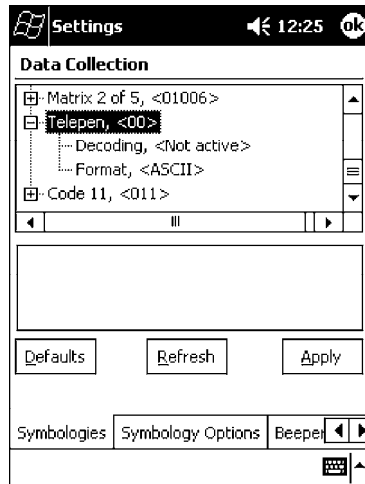 Settings 12:25 ok
Data Collection
Matrix 2 of 5, <01006>
Telepen, <00>
Decoding, <Not active>
Format, <ASCII>
Code 11, <011>
Defaults Refresh Apply
Symbologies Symbology Options Beeper